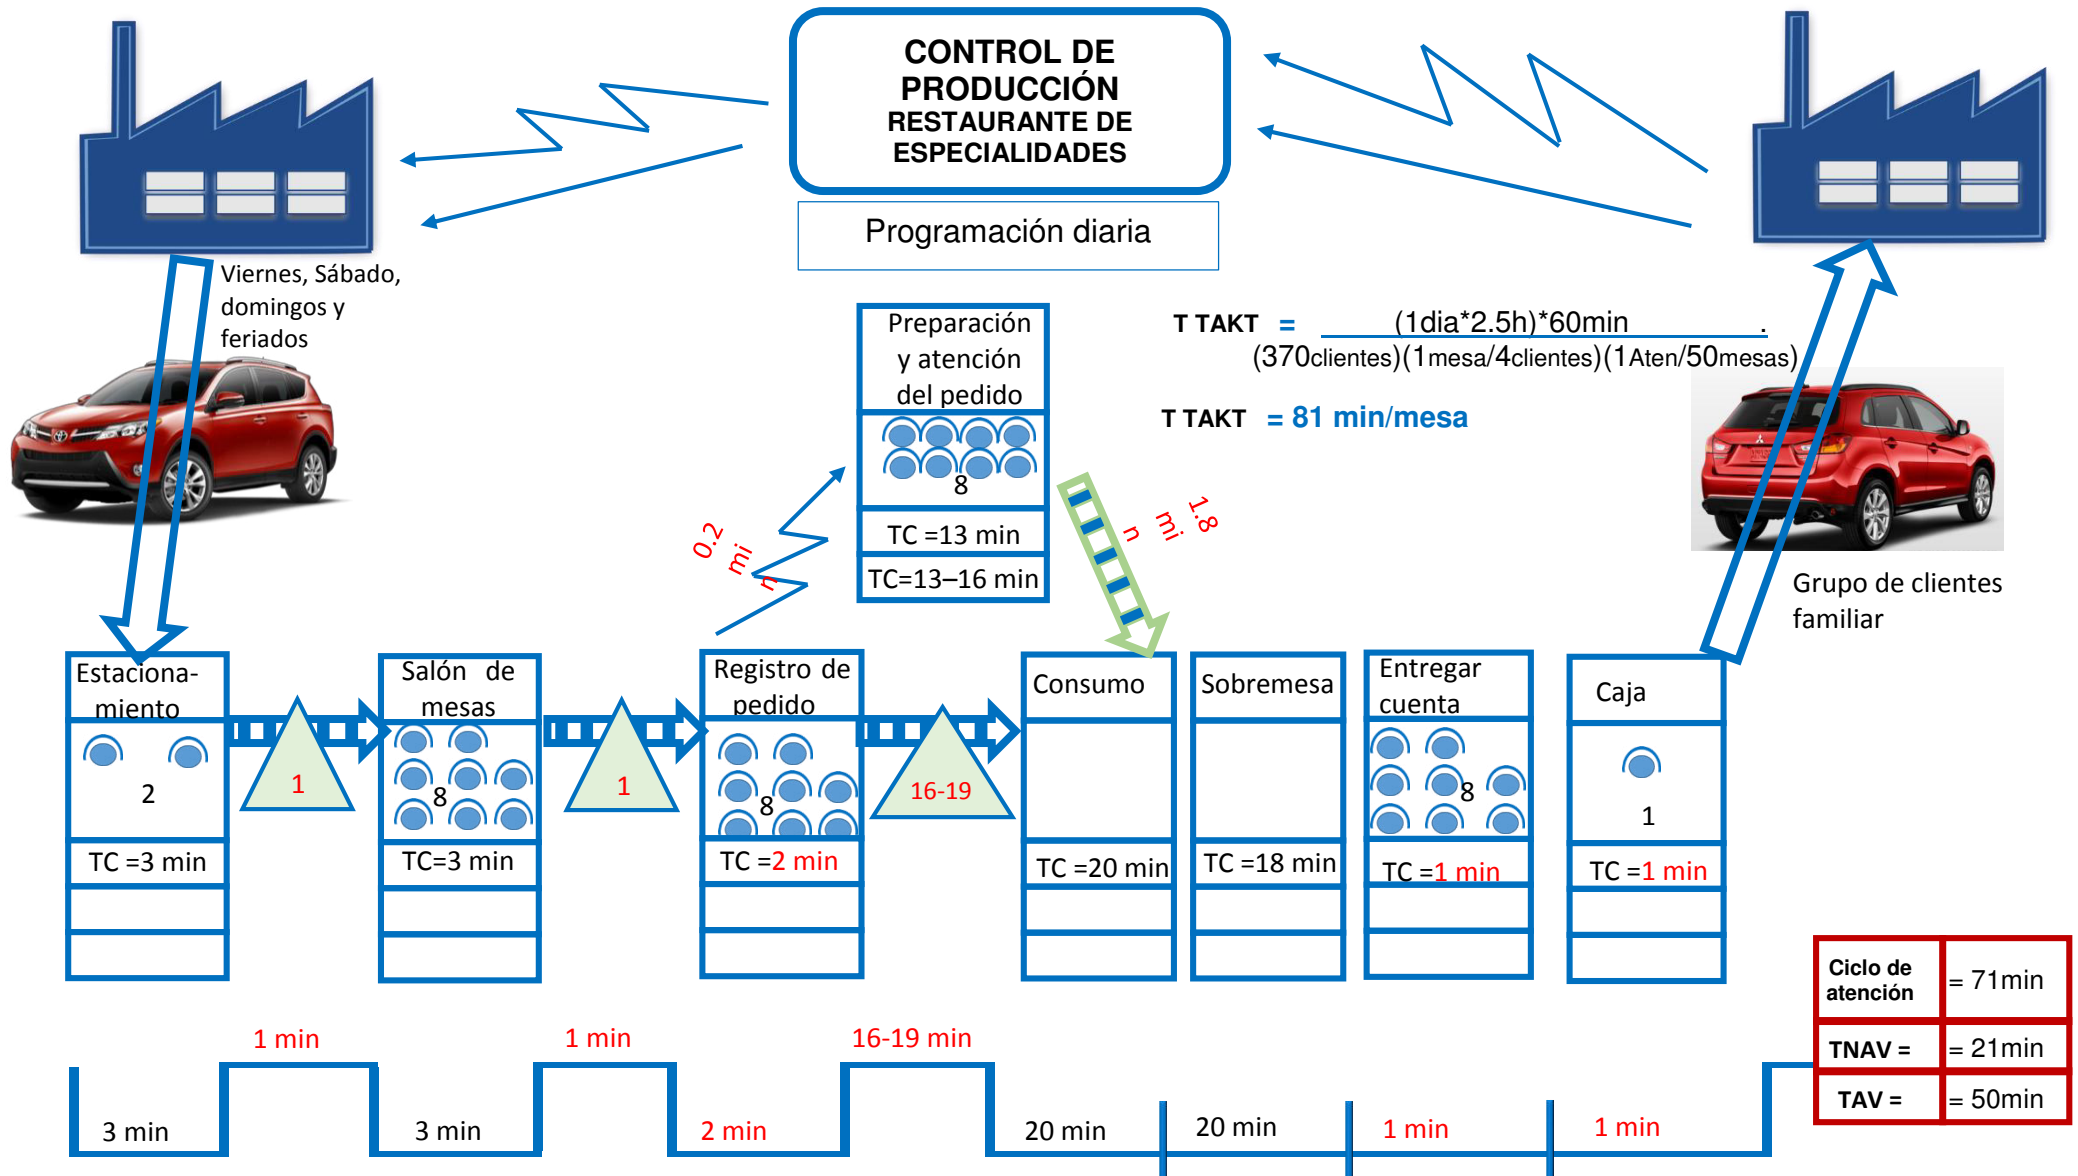 CONTROL DE
PRODUCCIÓN
RESTAURANTE DE
ESPECIALIDADES
Programación diaria
Viernes, Sábado,
domingos y
feriados
Preparación
y atención
del pedido
8
TC =13 min
TC=13–16 min
T TAKT = (1dia*2.5h)*60min .
(370clientes)(1mesa/4clientes)(1Aten/50mesas)
T TAKT = 81 min/mesa
0.2
mi
n
1.8
mi
n
Grupo de clientes
familiar
Estaciona-
miento
2
TC =3 min
1
Salón de
mesas
8
TC=3 min
1
Registro de
pedido
8
TC =2 min
16-19
Consumo
TC =20 min
Sobremesa
TC =18 min
Entregar
cuenta
8
TC =1 min
Caja
1
TC =1 min
Ciclo de
atención
= 71min
TNAV = = 21min
TAV = = 50min
1 min 1 min 16-19 min
3 min 3 min 2 min 20 min 20 min 1 min 1 min